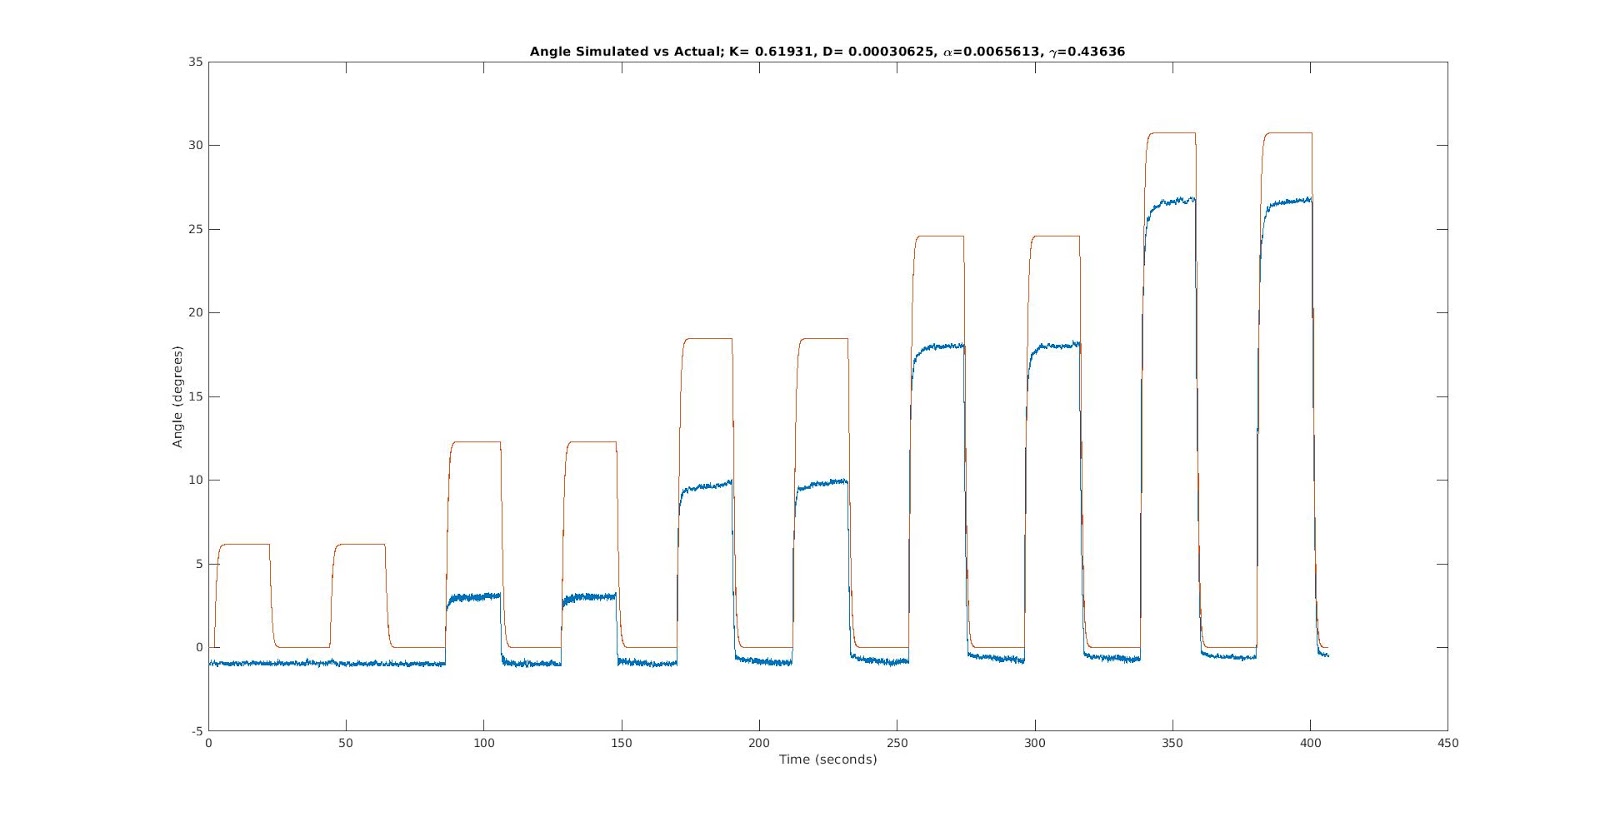 Angle Simulated vs Actual; K= 0.61931, D= 0.00030625, α=0.0065613, γ=0.43636
35
30
25
20
15
10
5
0
-5
Angle (degrees)
0 50 100 150 200 250 300 350 400 450
Time (seconds)